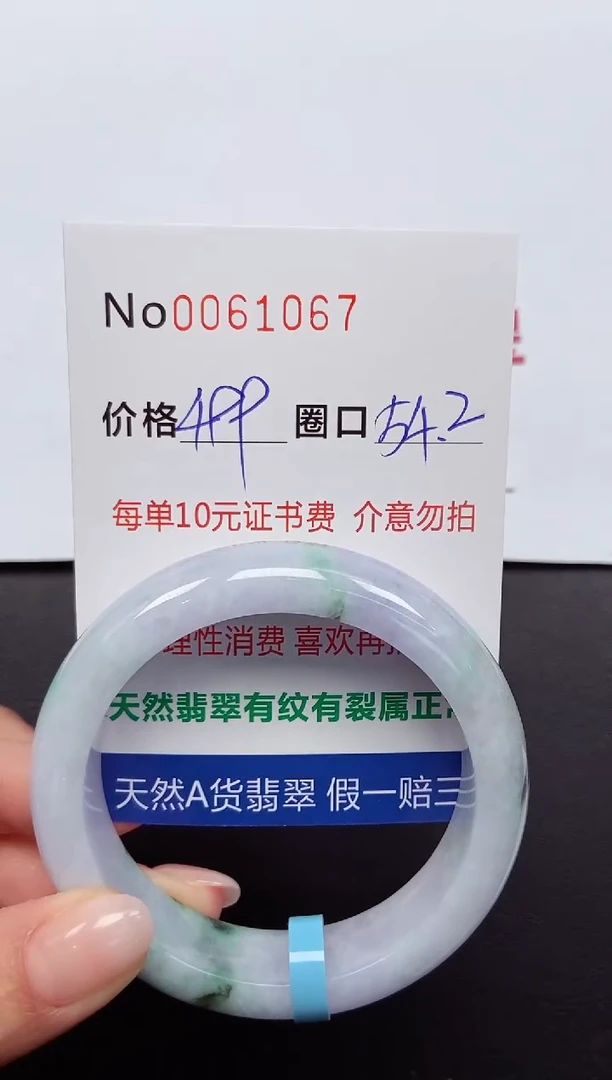 No0061067
价格499 圈口54.2
每单10元证书费 介意勿拍
理性消费 喜欢再
天然翡翠有纹有裂属正
天然A货翡翠 假一赔三